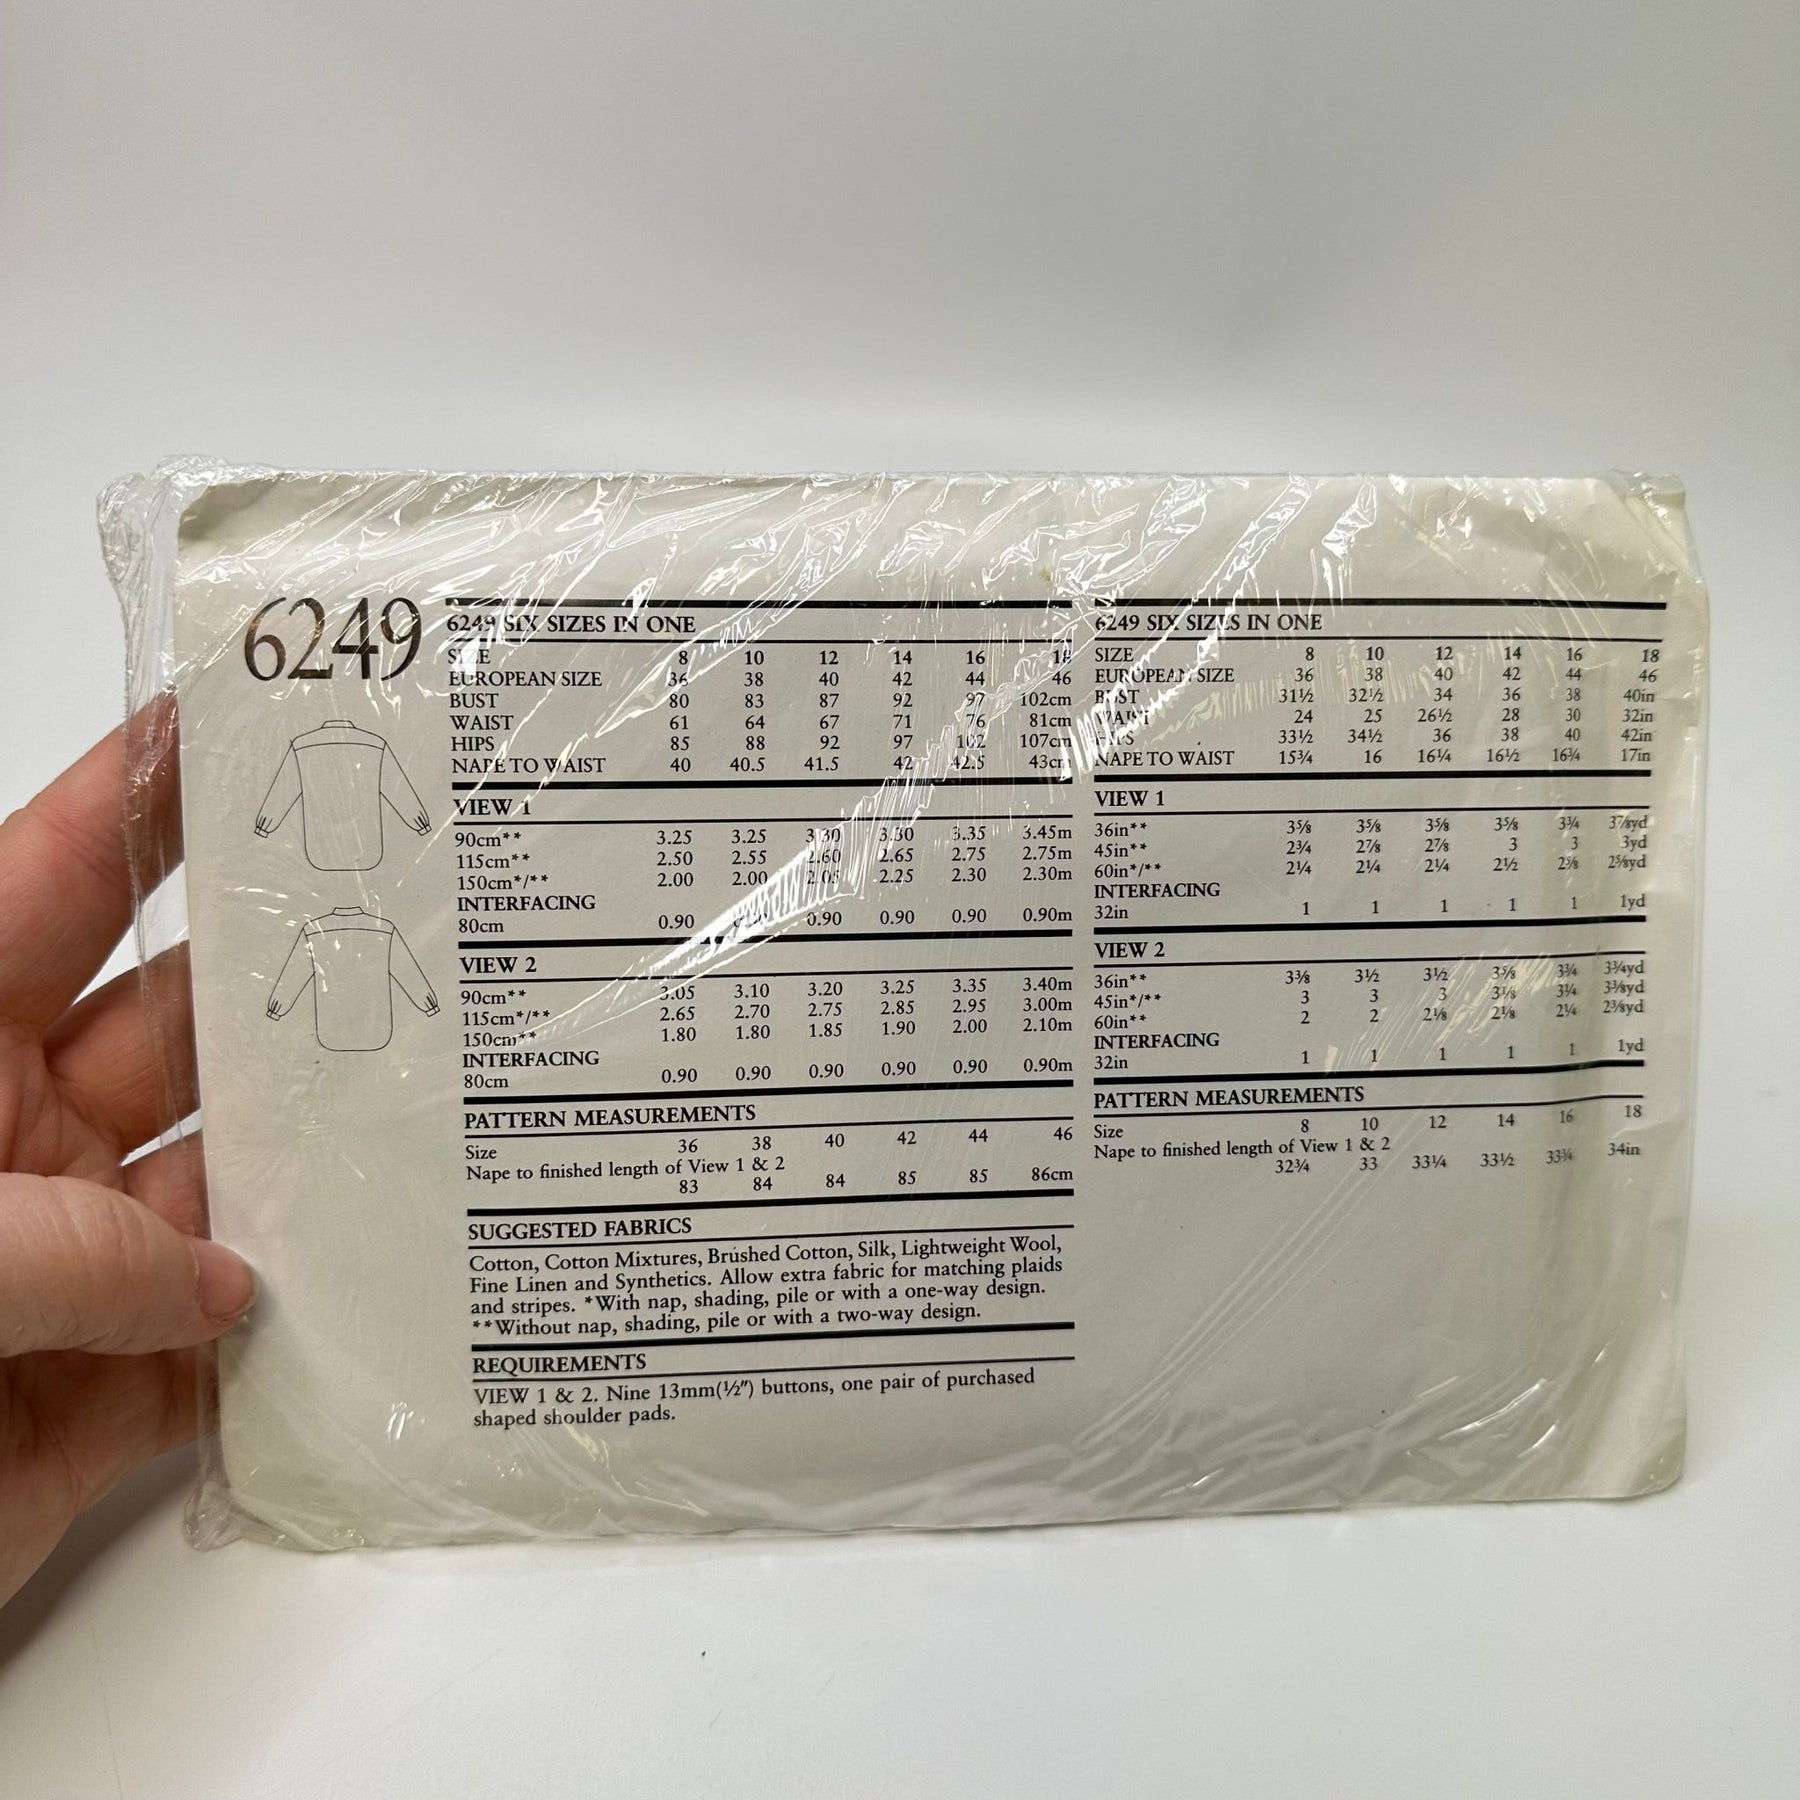 6249
6249 SIX SIZES IN ONE
SIZE 8 10 12 14 16 18
EUROPEAN SIZE 36 38 40 42 44 46
BUST 80 83 87 92 97 102cm
WAIST 61 64 67 71 76 81cm
HIPS 85 88 92 97 102 107cm
NAPE TO WAIST 40 40.5 41.5 42 42.5 43cm
VIEW 1
90cm** 3.25 3.25 3.30 3.30 3.35 3.45m
115cm** 2.50 2.55 2.60 2.65 2.75 2.75m
150cm*/** 2.00 2.00 2.05 2.25 2.30 2.30m
INTERFACING
80cm 0.90 0.90 0.90 0.90 0.90 0.90m
VIEW 2
90cm** 3.05 3.10 3.20 3.25 3.35 3.40m
115cm*/** 2.65 2.70 2.75 2.85 2.95 3.00m
150cm** 1.80 1.80 1.85 1.90 2.00 2.10m
INTERFACING
80cm 0.90 0.90 0.90 0.90 0.90 0.90m
PATTERN MEASUREMENTS
Size 36 38 40 42 44 46
Nape to finished length of View 1 & 2
83 84 84 85 85 86cm
SUGGESTED FABRICS
Cotton, Cotton Mixtures, Brushed Cotton, Silk, Lightweight Wool,
Fine Linen and Synthetics. Allow extra fabric for matching plaids
and stripes. *With nap, shading, pile or with a one-way design.
**Without nap, shading, pile or with a two-way design.
REQUIREMENTS
VIEW 1 & 2. Nine 13mm(½") buttons, one pair of purchased
shaped shoulder pads.
6249 SIX SIZES IN ONE
SIZE 8 10 12 14 16 18
EUROPEAN SIZE 36 38 40 42 44 46
BUST 31½ 32½ 34 36 38 40in
WAIST 24 25 26½ 28 30 32in
HIPS 33½ 34½ 36 38 40 42in
NAPE TO WAIST 15¾ 16 16¼ 16½ 16¾ 17in
VIEW 1
36in** 3⅝ 3⅝ 3⅝ 3⅝ 3¾ 3⅞yd
45in** 2¾ 2⅞ 2⅞ 3 3 3yd
60in*/** 2¼ 2¼ 2¼ 2½ 2⅝ 2⅝yd
INTERFACING
32in 1 1 1 1 1 1yd
VIEW 2
36in** 3⅜ 3½ 3½ 3⅝ 3¾ 3¾yd
45in*/** 3 3 3 3⅛ 3¼ 3⅜yd
60in** 2 2 2⅛ 2⅛ 2¼ 2⅜yd
INTERFACING
32in 1 1 1 1 1 1yd
PATTERN MEASUREMENTS
Size 8 10 12 14 16 18
Nape to finished length of View 1 & 2
32¾ 33 33¼ 33½ 33¾ 34in